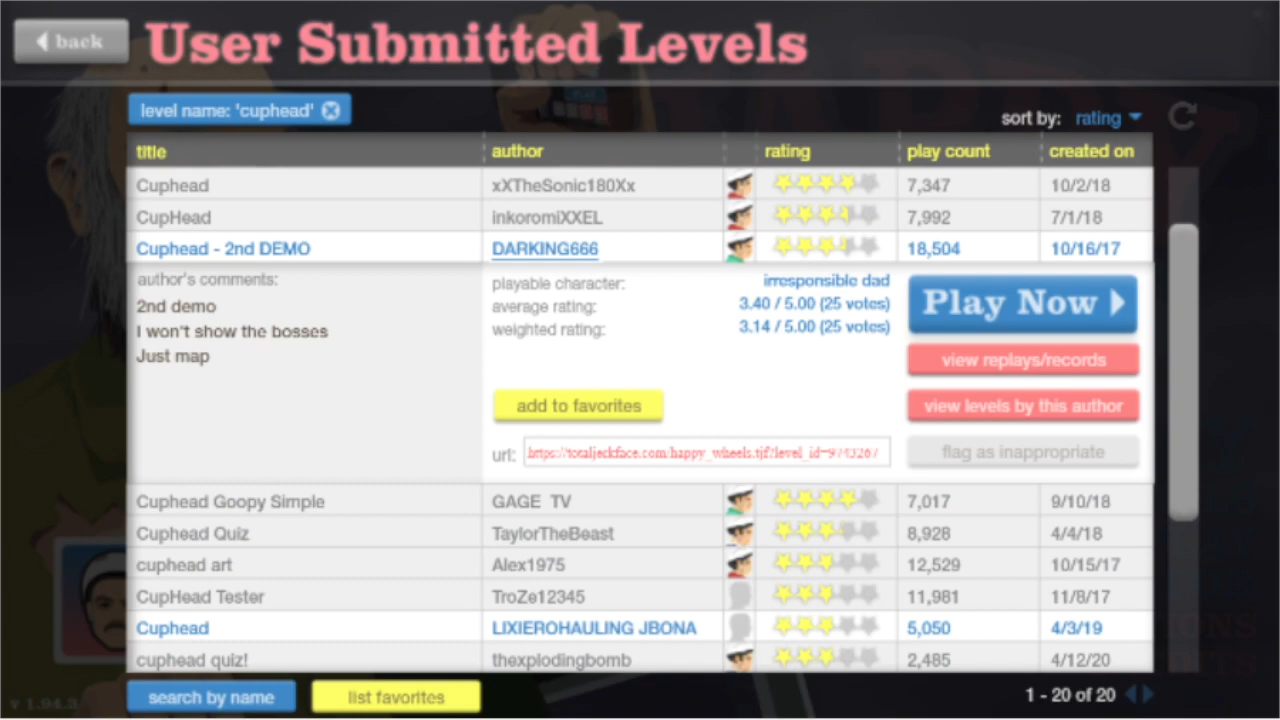 back
User Submitted Levels
level name: 'cuphead'
sort by: rating
title author rating play count created on
Cuphead xXTheSonic180Xx 7,347 10/2/18
CupHead inkoromiXXEL 7,992 7/1/18
Cuphead - 2nd DEMO DARKING666 18,504 10/16/17
author's comments:
2nd demo
I won't show the bosses
Just map
playable character: irresponsible dad
average rating: 3.40 / 5.00 (25 votes)
weighted rating: 3.14 / 5.00 (25 votes)
Play Now
view replays/records
add to favorites
view levels by this author
url: https://totaljeckface.com/happy_wheels.tjf?level_id=9743267
flag as inappropriate
Cuphead Goopy Simple GAGE TV 7,017 9/10/18
Cuphead Quiz TaylorTheBeast 8,928 4/4/18
cuphead art Alex1975 12,529 10/15/17
CupHead Tester TroZe12345 11,981 11/8/17
Cuphead LIXIEROHAULING JBONA 5,050 4/3/19
cuphead quiz! thexplodingbomb 2,485 4/12/20
search by name
list favorites
1 - 20 of 20